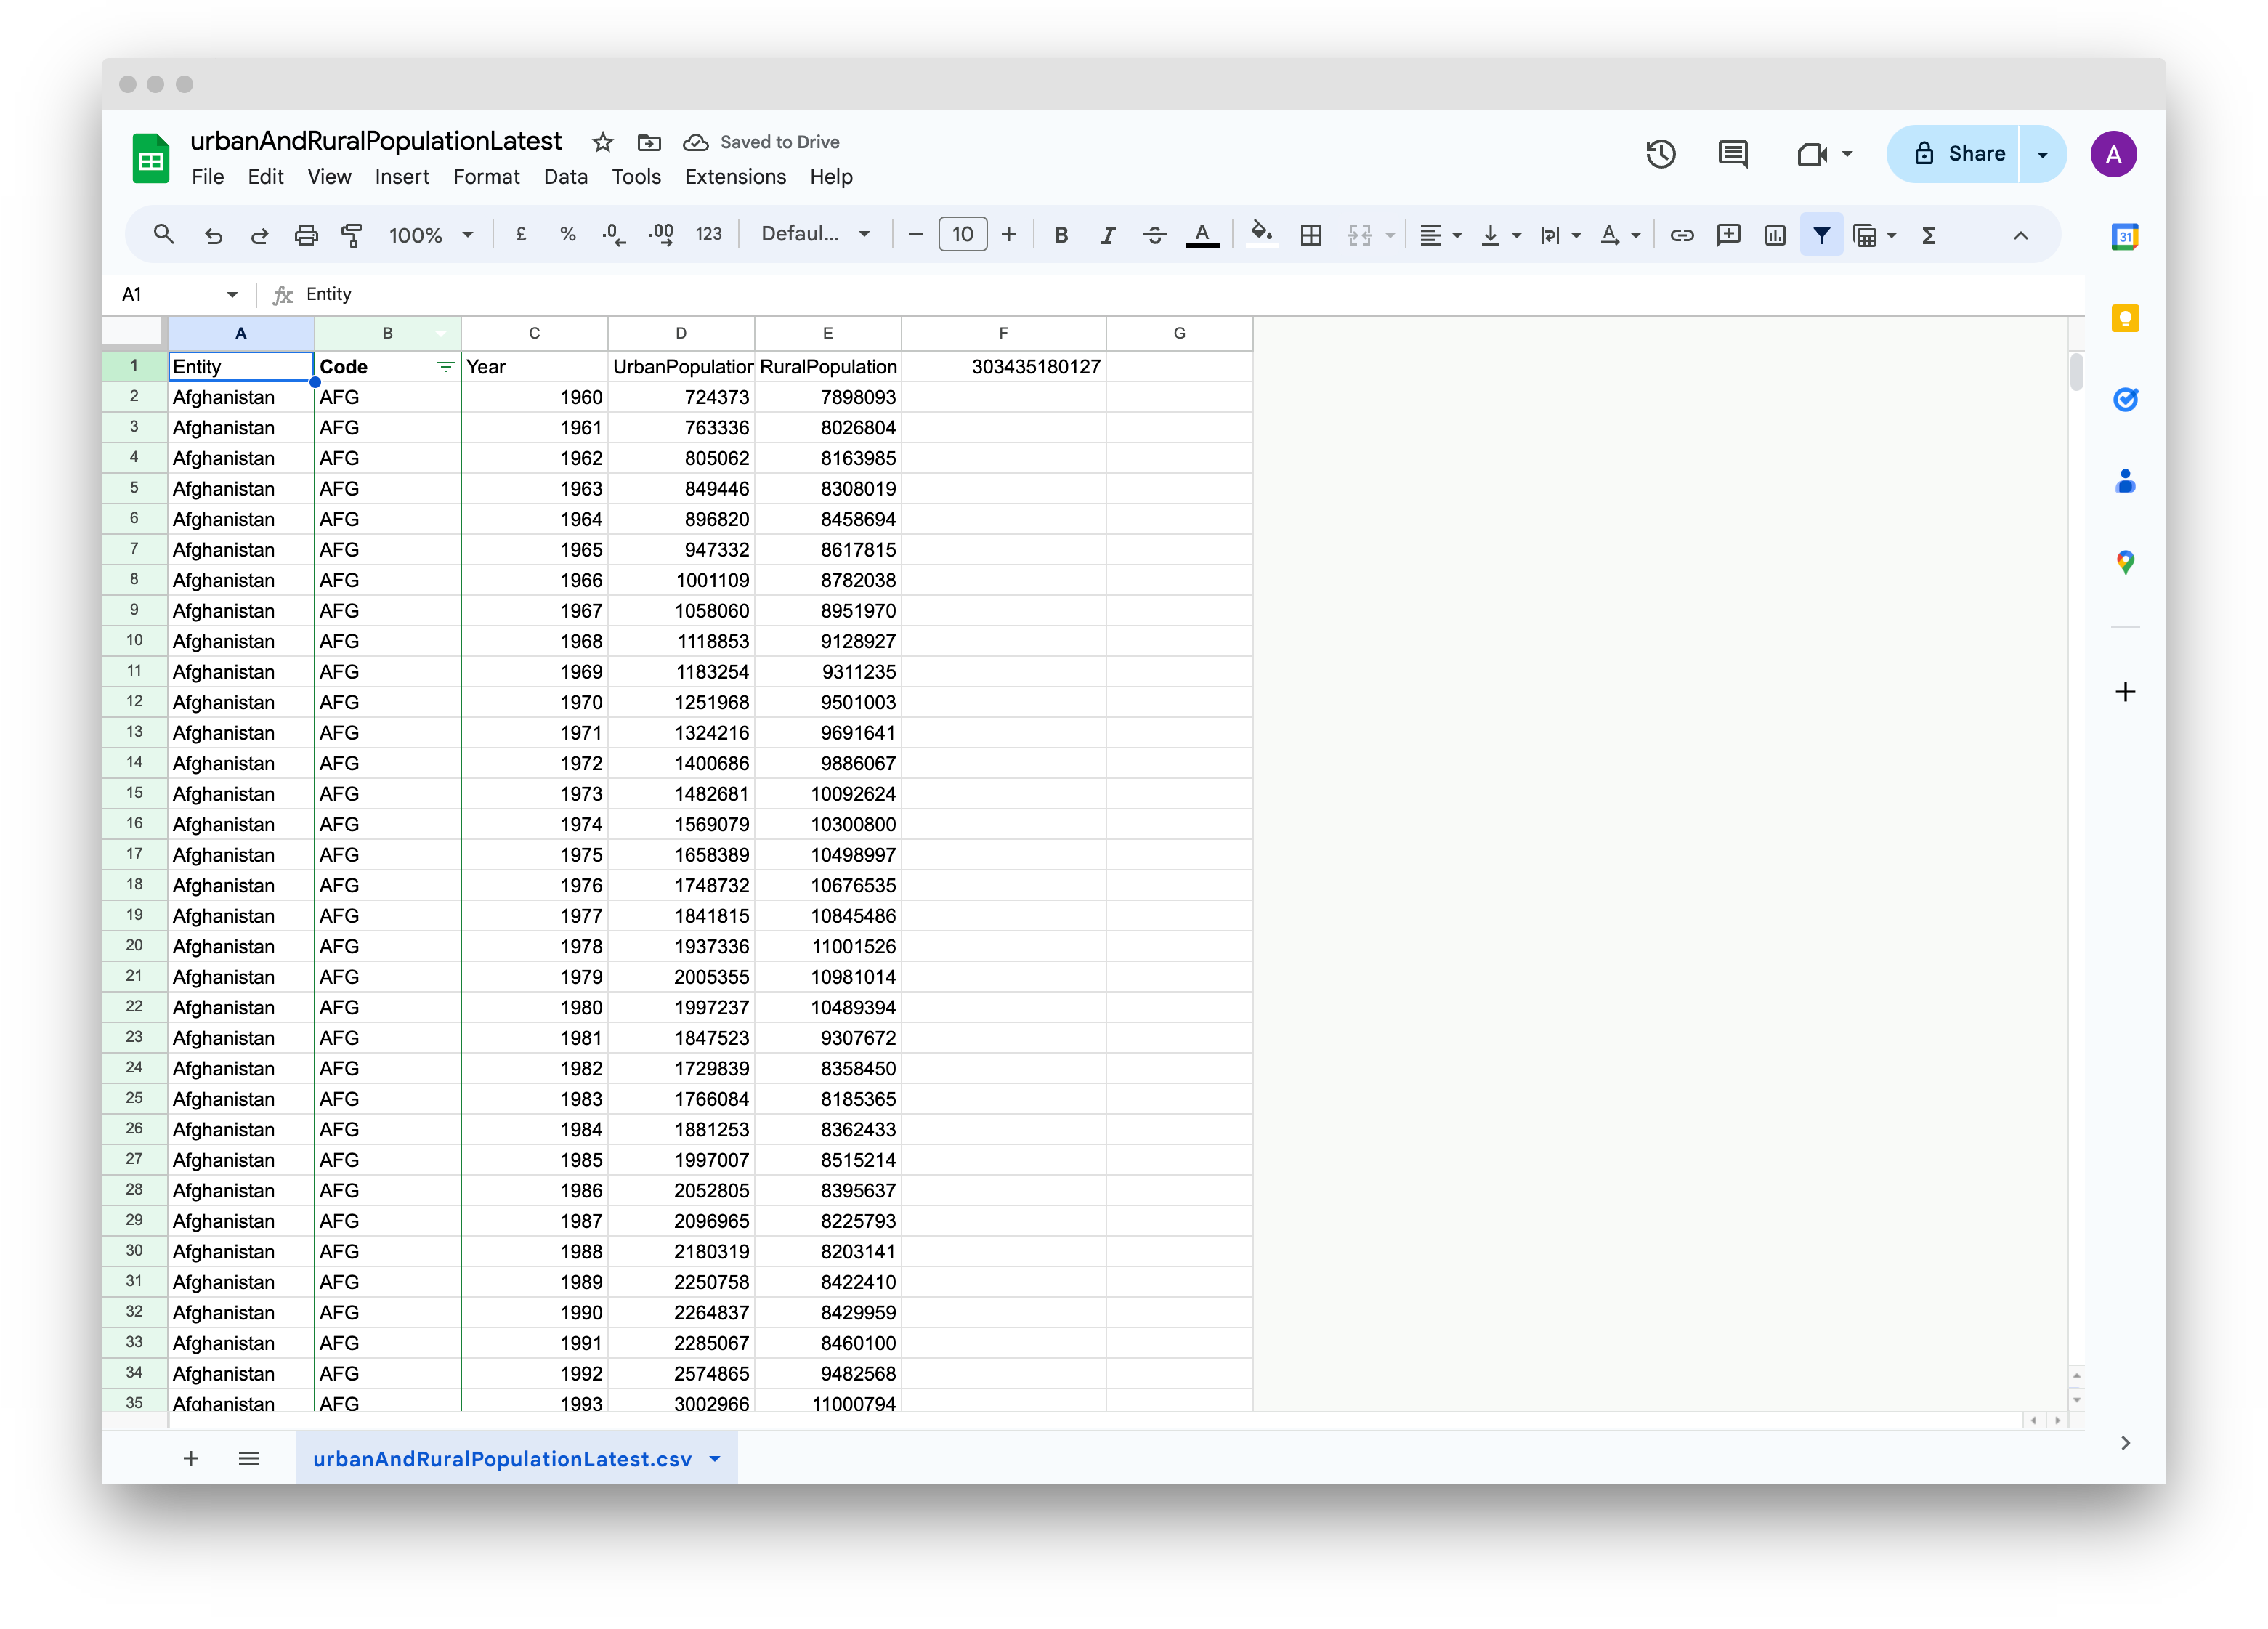 urbanAndRuralPopulationLatest Saved to Drive
File Edit View Insert Format Data Tools Extensions Help
Share A
100% £ % .0 .00 123 Defaul... 10 B I A A Σ 31
A1 fx Entity
A B C D E F G
1 Entity Code Year UrbanPopulation RuralPopulation 303435180127
2 Afghanistan AFG 1960 724373 7898093
3 Afghanistan AFG 1961 763336 8026804
4 Afghanistan AFG 1962 805062 8163985
5 Afghanistan AFG 1963 849446 8308019
6 Afghanistan AFG 1964 896820 8458694
7 Afghanistan AFG 1965 947332 8617815
8 Afghanistan AFG 1966 1001109 8782038
9 Afghanistan AFG 1967 1058060 8951970
10 Afghanistan AFG 1968 1118853 9128927
11 Afghanistan AFG 1969 1183254 9311235
12 Afghanistan AFG 1970 1251968 9501003
13 Afghanistan AFG 1971 1324216 9691641
14 Afghanistan AFG 1972 1400686 9886067
15 Afghanistan AFG 1973 1482681 10092624
16 Afghanistan AFG 1974 1569079 10300800
17 Afghanistan AFG 1975 1658389 10498997
18 Afghanistan AFG 1976 1748732 10676535
19 Afghanistan AFG 1977 1841815 10845486
20 Afghanistan AFG 1978 1937336 11001526
21 Afghanistan AFG 1979 2005355 10981014
22 Afghanistan AFG 1980 1997237 10489394
23 Afghanistan AFG 1981 1847523 9307672
24 Afghanistan AFG 1982 1729839 8358450
25 Afghanistan AFG 1983 1766084 8185365
26 Afghanistan AFG 1984 1881253 8362433
27 Afghanistan AFG 1985 1997007 8515214
28 Afghanistan AFG 1986 2052805 8395637
29 Afghanistan AFG 1987 2096965 8225793
30 Afghanistan AFG 1988 2180319 8203141
31 Afghanistan AFG 1989 2250758 8422410
32 Afghanistan AFG 1990 2264837 8429959
33 Afghanistan AFG 1991 2285067 8460100
34 Afghanistan AFG 1992 2574865 9482568
35 Afghanistan AFG 1993 3002966 11000794
urbanAndRuralPopulationLatest.csv